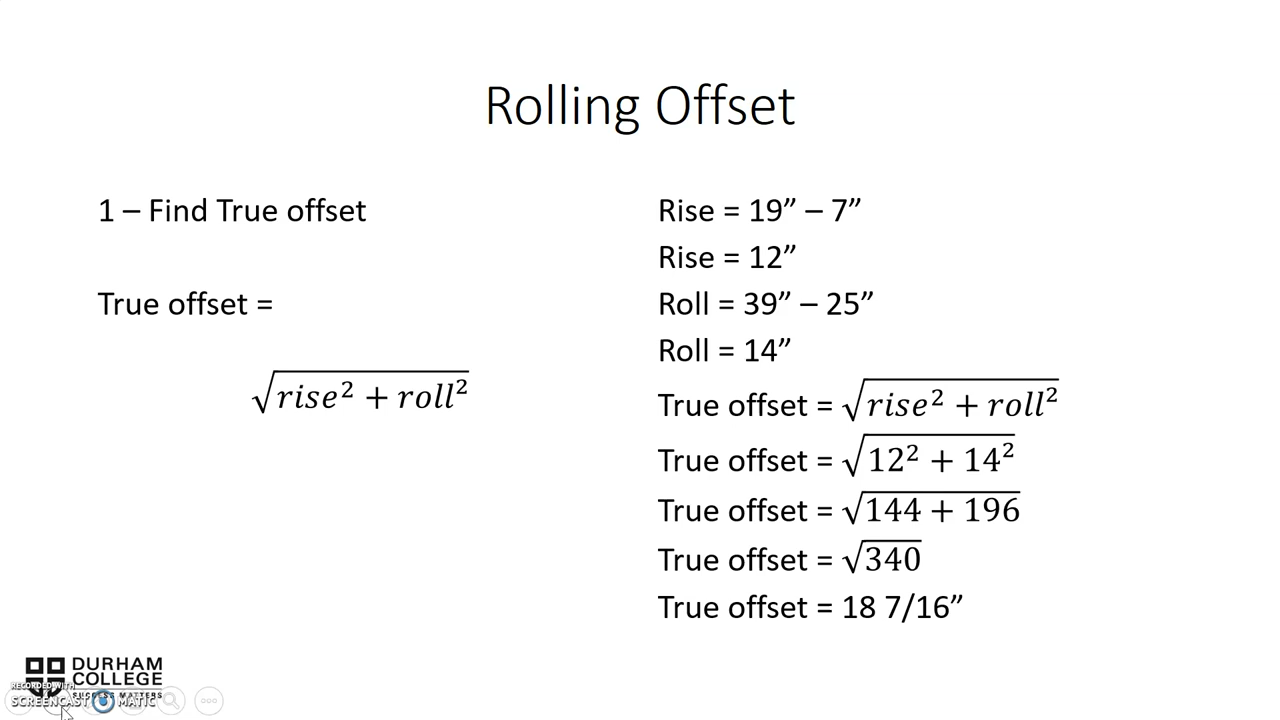 Rolling Offset
1 – Find True offset
True offset =
√rise² + roll²
Rise = 19” – 7”
Rise = 12”
Roll = 39” – 25”
Roll = 14”
True offset = √rise² + roll²
True offset = √12² + 14²
True offset = √144 + 196
True offset = √340
True offset = 18 7/16”
DURHAM
COLLEGE
SUCCESS MATTERS
RECORDED WITH
SCREENCAST MATIC